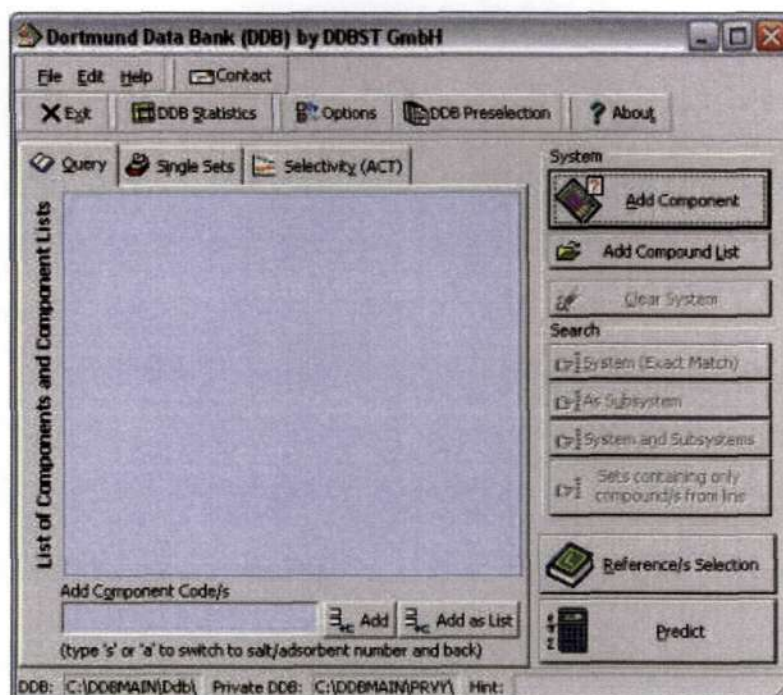 Dortmund Data Bank (DDB) by DDBST GmbH
File Edit Help Contact
Exit DDB Statistics Options DDB Preselection About
Query Single Sets Selectivity (ACT)
List of Components and Component Lists
Add Component Code/s
Add Add as List
(type 's' or 'a' to switch to salt/adsorbent number and back)
System
Add Component
Add Compound List
Clear System
Search
System (Exact Match)
As Subsystem
System and Subsystems
Sets containing only
compound/s from line
Reference/s Selection
Predict
DDB: C:\DDBMAIN\Ddb\ Private DDB: C:\DDBMAIN\PRVY\ Hint: